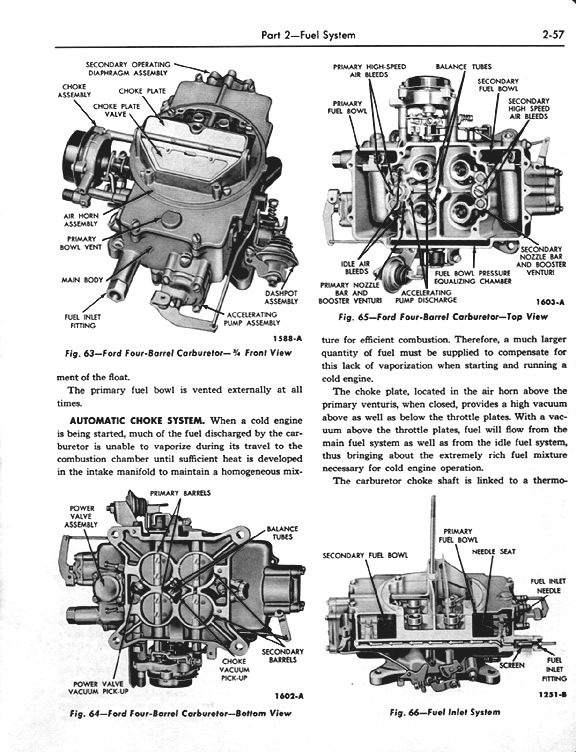 Part 2—Fuel System
2-57
SECONDARY OPERATING
DIAPHRAGM ASSEMBLY
CHOKE
ASSEMBLY
CHOKE PLATE
CHOKE PLATE
VALVE
AIR HORN
ASSEMBLY
PRIMARY
BOWL VENT
MAIN BODY
FUEL INLET
FITTING
DASHPOT
ASSEMBLY
ACCELERATING
PUMP ASSEMBLY
1588-A
Fig. 63—Ford Four-Barrel Carburetor—¾ Front View
ment of the float.
The primary fuel bowl is vented externally at all
times.
AUTOMATIC CHOKE SYSTEM. When a cold engine
is being started, much of the fuel discharged by the car-
buretor is unable to vaporize during its travel to the
combustion chamber until sufficient heat is developed
in the intake manifold to maintain a homogeneous mix-
PRIMARY BARRELS
POWER
VALVE
ASSEMBLY
BALANCE
TUBES
SECONDARY
BARRELS
CHOKE
VACUUM
PICK-UP
POWER VALVE
VACUUM PICK-UP
1602-A
Fig. 64—Ford Four-Barrel Carburetor—Bottom View
PRIMARY HIGH-SPEED
AIR BLEEDS
BALANCE TUBES
SECONDARY
FUEL BOWL
PRIMARY
FUEL BOWL
SECONDARY
HIGH SPEED
AIR BLEEDS
IDLE AIR
BLEEDS
SECONDARY
NOZZLE BAR
AND BOOSTER
VENTURI
FUEL BOWL PRESSURE
EQUALIZING CHAMBER
PRIMARY NOZZLE
BAR AND
BOOSTER VENTURI
ACCELERATING
PUMP DISCHARGE
1603-A
Fig. 65—Ford Four-Barrel Carburetor—Top View
ture for efficient combustion. Therefore, a much larger
quantity of fuel must be supplied to compensate for
this lack of vaporization when starting and running a
cold engine.
The choke plate, located in the air horn above the
primary venturis, when closed, provides a high vacuum
above as well as below the throttle plates. With a vac-
uum above the throttle plates, fuel will flow from the
main fuel system as well as from the idle fuel system,
thus bringing about the extremely rich fuel mixture
necessary for cold engine operation.
The carburetor choke shaft is linked to a thermo-
PRIMARY
FUEL BOWL
SECONDARY FUEL BOWL
NEEDLE SEAT
FUEL INLET
NEEDLE
SCREEN
FUEL
INLET
FITTING
1251-B
Fig. 66—Fuel Inlet System